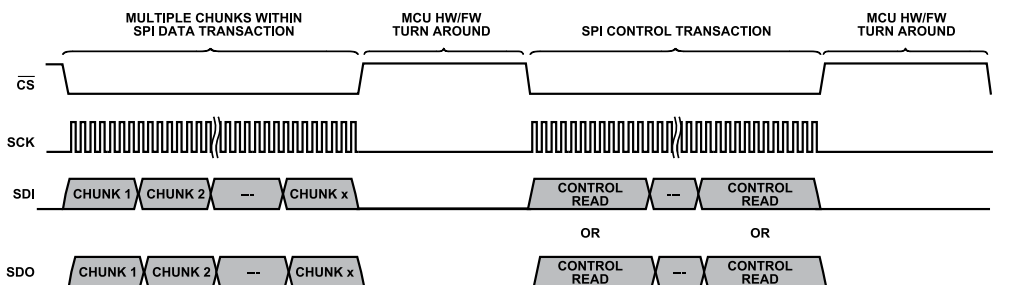 MULTIPLE CHUNKS WITHIN SPI DATA TRANSACTION
MCU HW/FW TURN AROUND
SPI CONTROL TRANSACTION
MCU HW/FW TURN AROUND
CS
SCK
SDI
CHUNK 1 CHUNK 2 --- CHUNK x
CONTROL READ --- CONTROL READ
OR OR
SDO
CHUNK 1 CHUNK 2 --- CHUNK x
CONTROL READ --- CONTROL READ